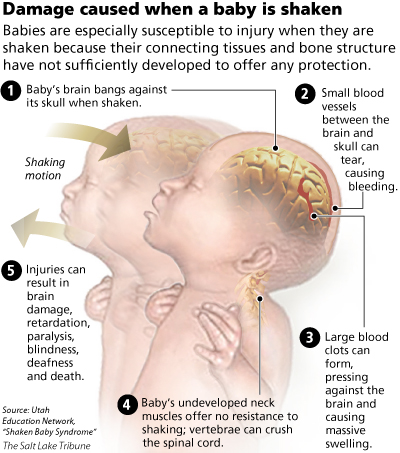 Damage caused when a baby is shaken
Babies are especially susceptible to injury when they are
shaken because their connecting tissues and bone structure
have not sufficiently developed to offer any protection.
1 Baby's brain bangs against
its skull when shaken.
2 Small blood
vessels
between the
brain and
skull can
tear,
causing
bleeding.
Shaking
motion
5 Injuries can
result in
brain
damage,
retardation,
paralysis,
blindness,
deafness
and death.
3 Large blood
clots can
form,
pressing
against the
brain and
causing
massive
swelling.
4 Baby's undeveloped neck
muscles offer no resistance to
shaking; vertebrae can crush
the spinal cord.
Source: Utah
Education Network,
"Shaken Baby Syndrome"
The Salt Lake Tribune